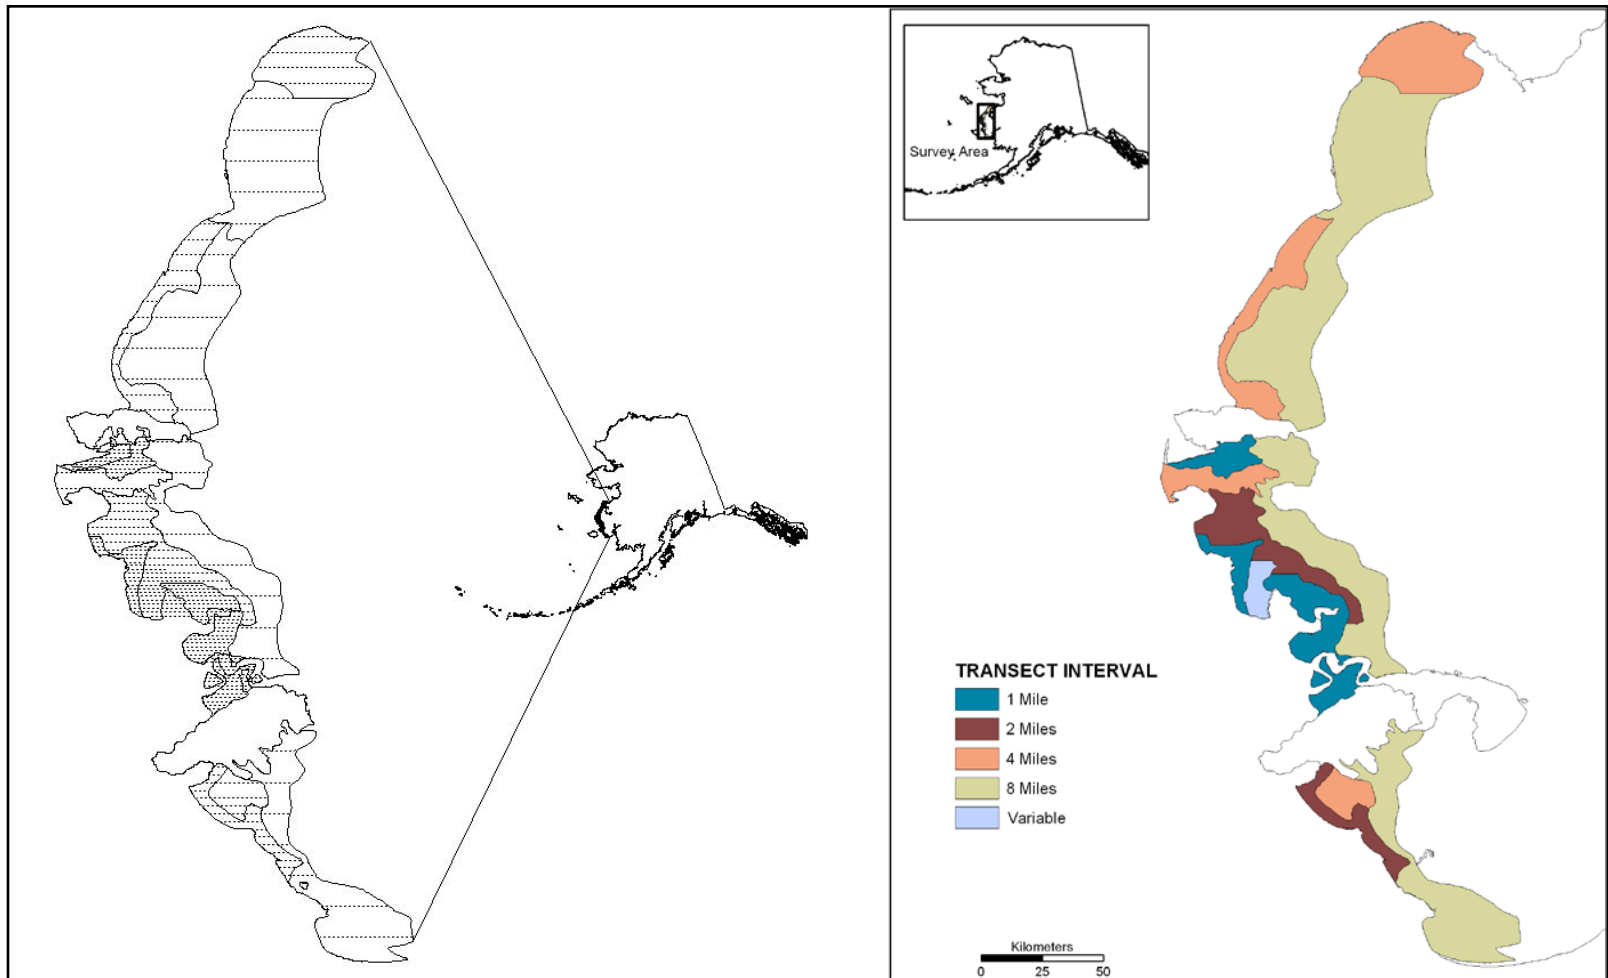 Survey Area
TRANSECT INTERVAL
1 Mile
2 Miles
4 Miles
8 Miles
Variable
Kilometers
0 25 50